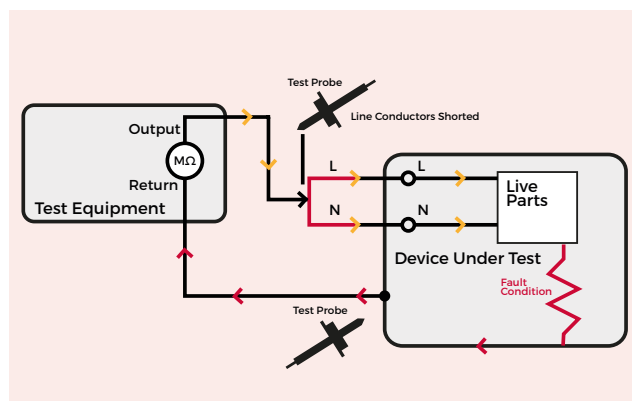 Test Probe
Line Conductors Shorted
Output
MΩ
Return
Test Equipment
L
L
N
N
Live
Parts
Device Under Test
Fault
Condition
Test Probe